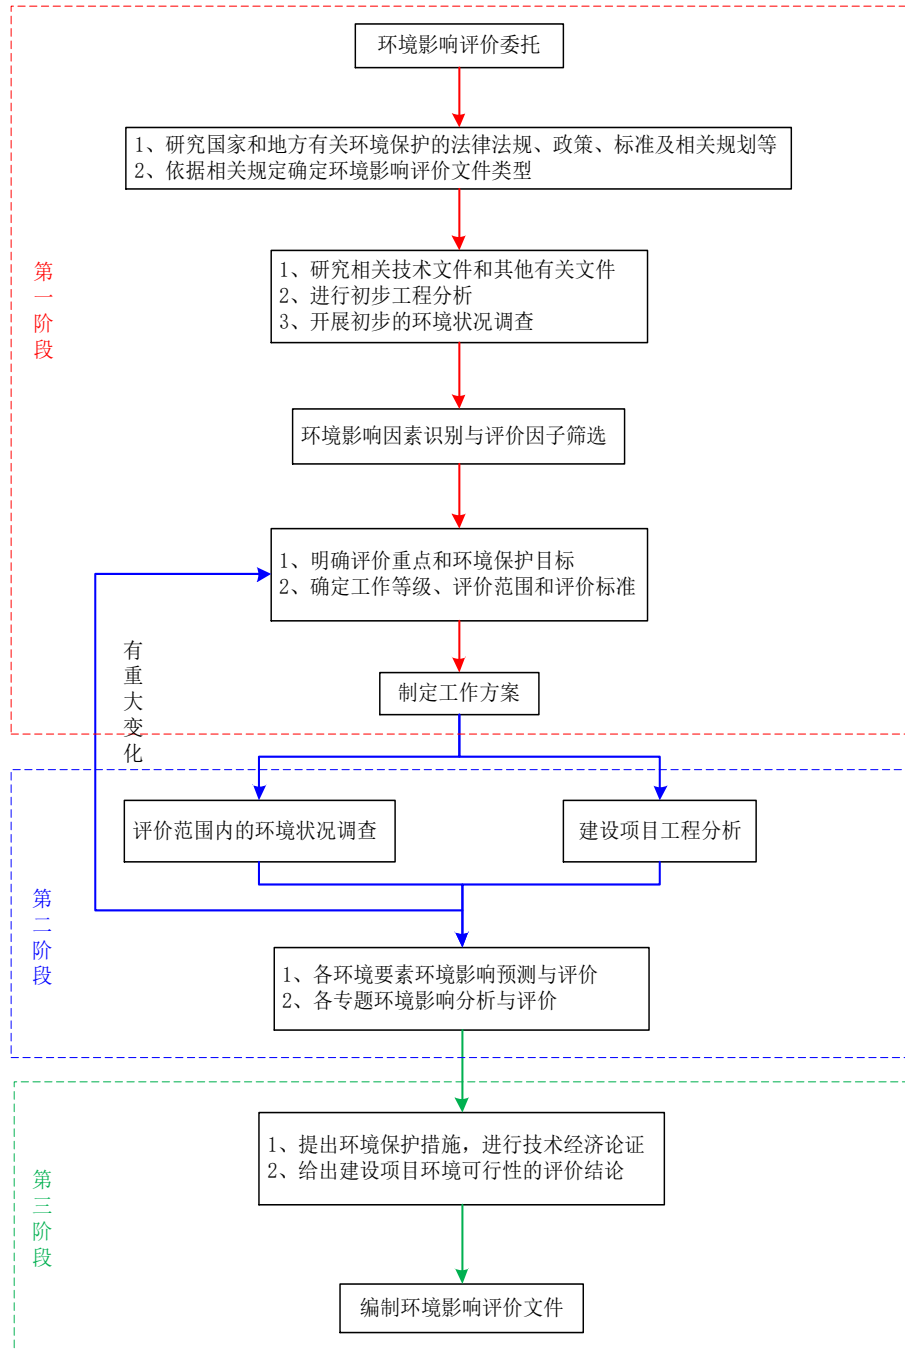 环境影响评价委托
1、研究国家和地方有关环境保护的法律法规、政策、标准及相关规划等
2、依据相关规定确定环境影响评价文件类型
第一阶段
1、研究相关技术文件和其他有关文件
2、进行初步工程分析
3、开展初步的环境状况调查
环境影响因素识别与评价因子筛选
1、明确评价重点和环境保护目标
2、确定工作等级、评价范围和评价标准
有重大变化
制定工作方案
评价范围内的环境状况调查
建设项目工程分析
第二阶段
1、各环境要素环境影响预测与评价
2、各专题环境影响分析与评价
第三阶段
1、提出环境保护措施，进行技术经济论证
2、给出建设项目环境可行性的评价结论
编制环境影响评价文件